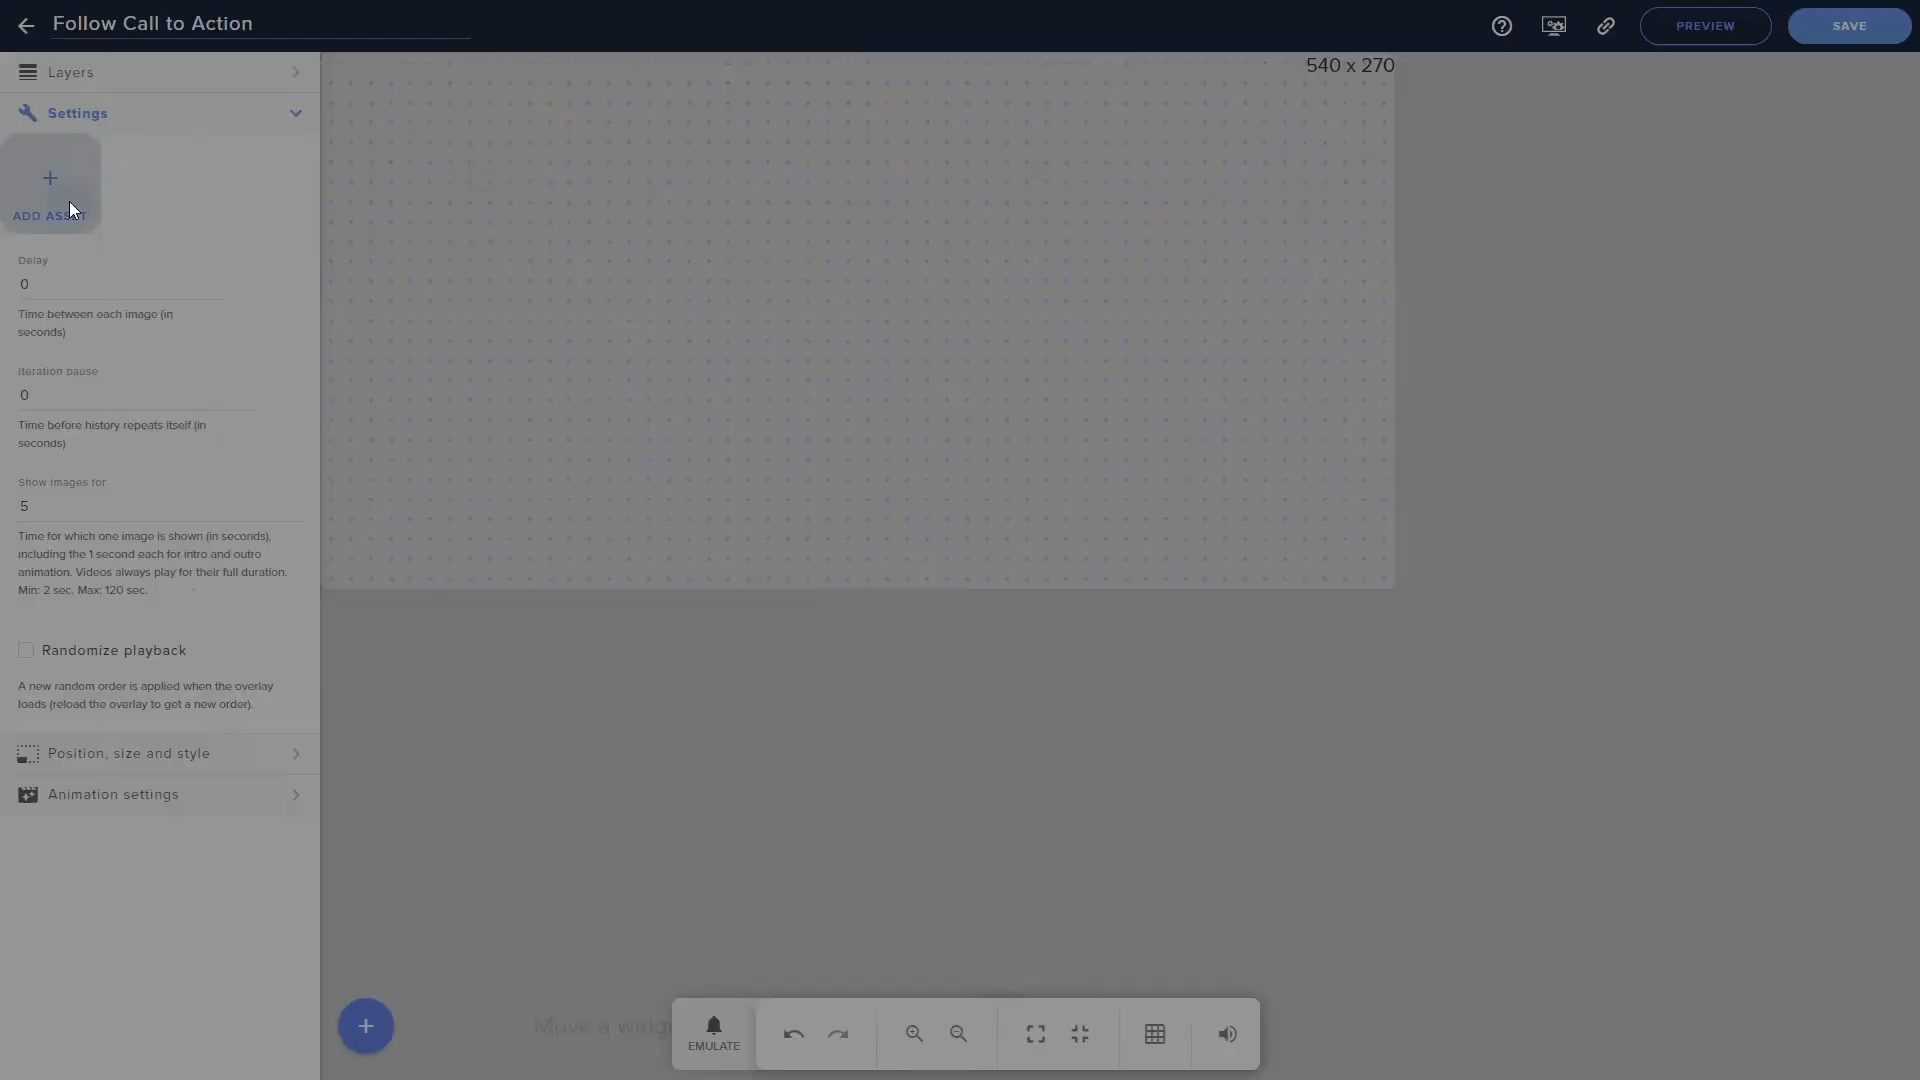 Follow Call to Action
PREVIEW
SAVE
Layers
540 x 270
Settings
ADD ASSET
Delay
0
Time between each image (in
seconds)
Iteration pause
0
Time before history repeats itself (in
seconds)
Show images for
5
Time for which one image is shown (in seconds),
including the 1 second each for intro and outro
animation. Videos always play for their full duration.
Min: 2 sec. Max: 120 sec.
Randomize playback
A new random order is applied when the overlay
loads (reload the overlay to get a new order).
Position, size and style
Animation settings
Move a
EMULATE